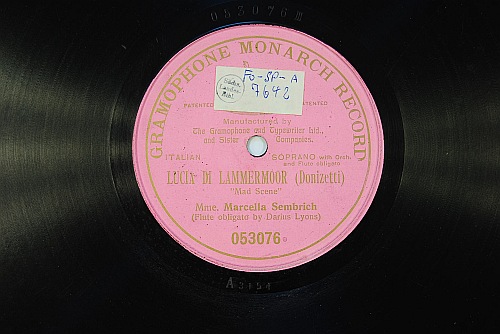 053076 III
GRAMOPHONE MONARCH RECORD
FO-SP-A
7642
PATENTED PATENTED
Manufactured by
The Gramophone and Typewriter Ltd.,
and Sister Companies.
ITALIAN SOPRANO with Orch.
and Flute obligato
LUCIA DI LAMMERMOOR (Donizetti)
"Mad Scene"
Mme. Marcella Sembrich
(Flute obligato by Darius Lyons)
053076
A3154